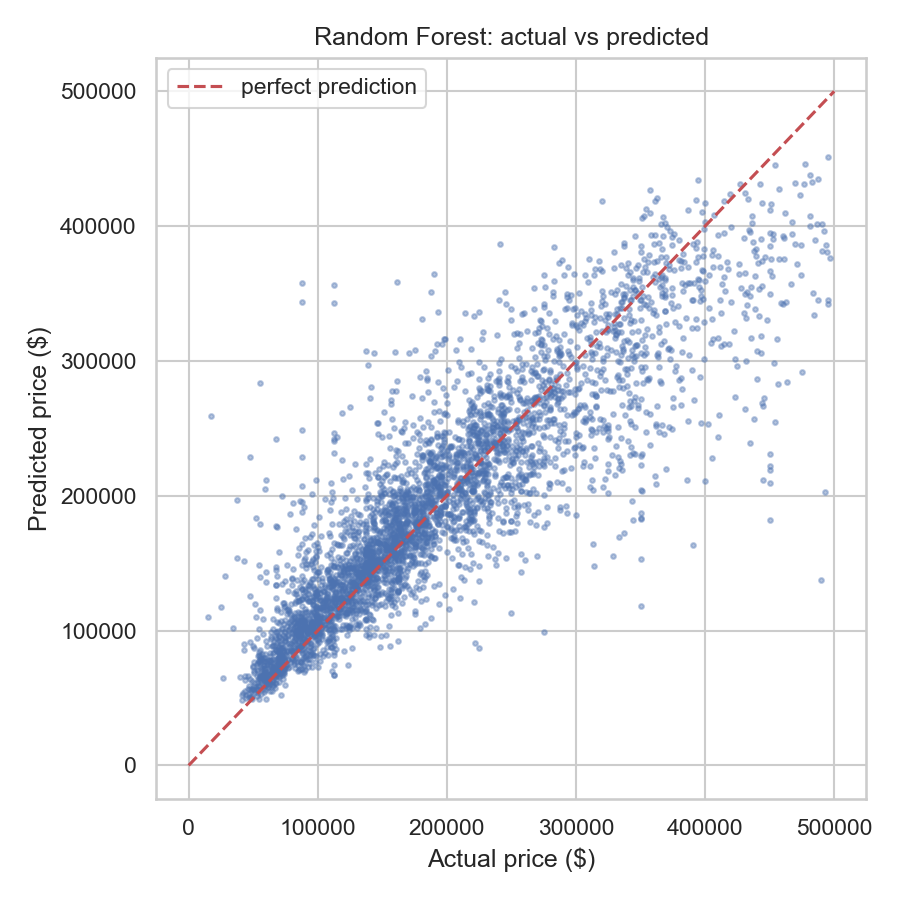 Random Forest: actual vs predicted
perfect prediction
500000
400000
300000
200000
100000
0
Predicted price ($)
0 100000 200000 300000 400000 500000
Actual price ($)